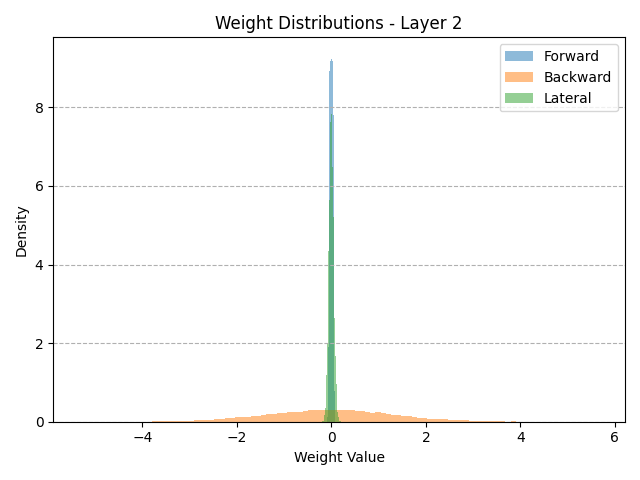 Weight Distributions - Layer 2
Forward
Backward
Lateral
8
6
4
2
0
Density
−4
−2
0
2
4
6
Weight Value